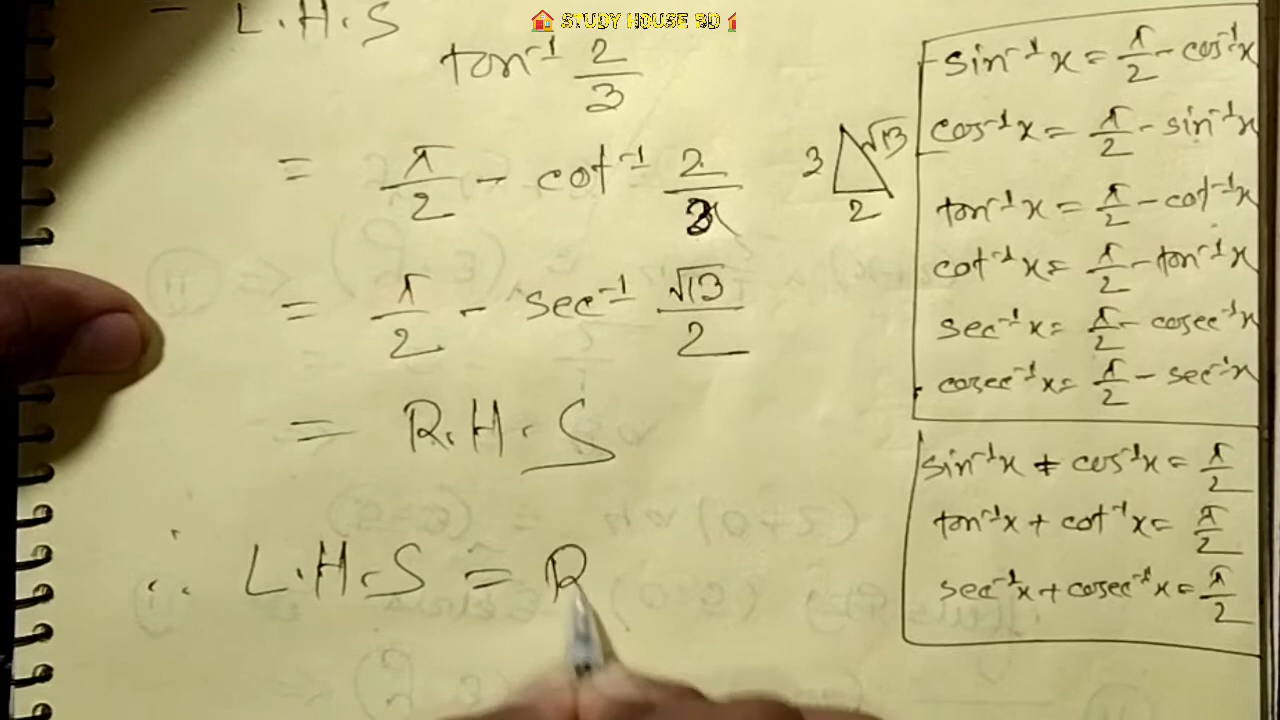 STUDY HOUSE BD
= L.H.S
tan⁻¹ 2/3
= π/2 - cot⁻¹ 2/3
3 √13
2
= π/2 - sec⁻¹ √13/2
= R.H.S
∴ L.H.S = R
sin⁻¹x = π/2 - cos⁻¹x
cos⁻¹x = π/2 - sin⁻¹x
tan⁻¹x = π/2 - cot⁻¹x
cot⁻¹x = π/2 - tan⁻¹x
sec⁻¹x = π/2 - cosec⁻¹x
cosec⁻¹x = π/2 - sec⁻¹x
sin⁻¹x + cos⁻¹x = π/2
tan⁻¹x + cot⁻¹x = π/2
sec⁻¹x + cosec⁻¹x = π/2